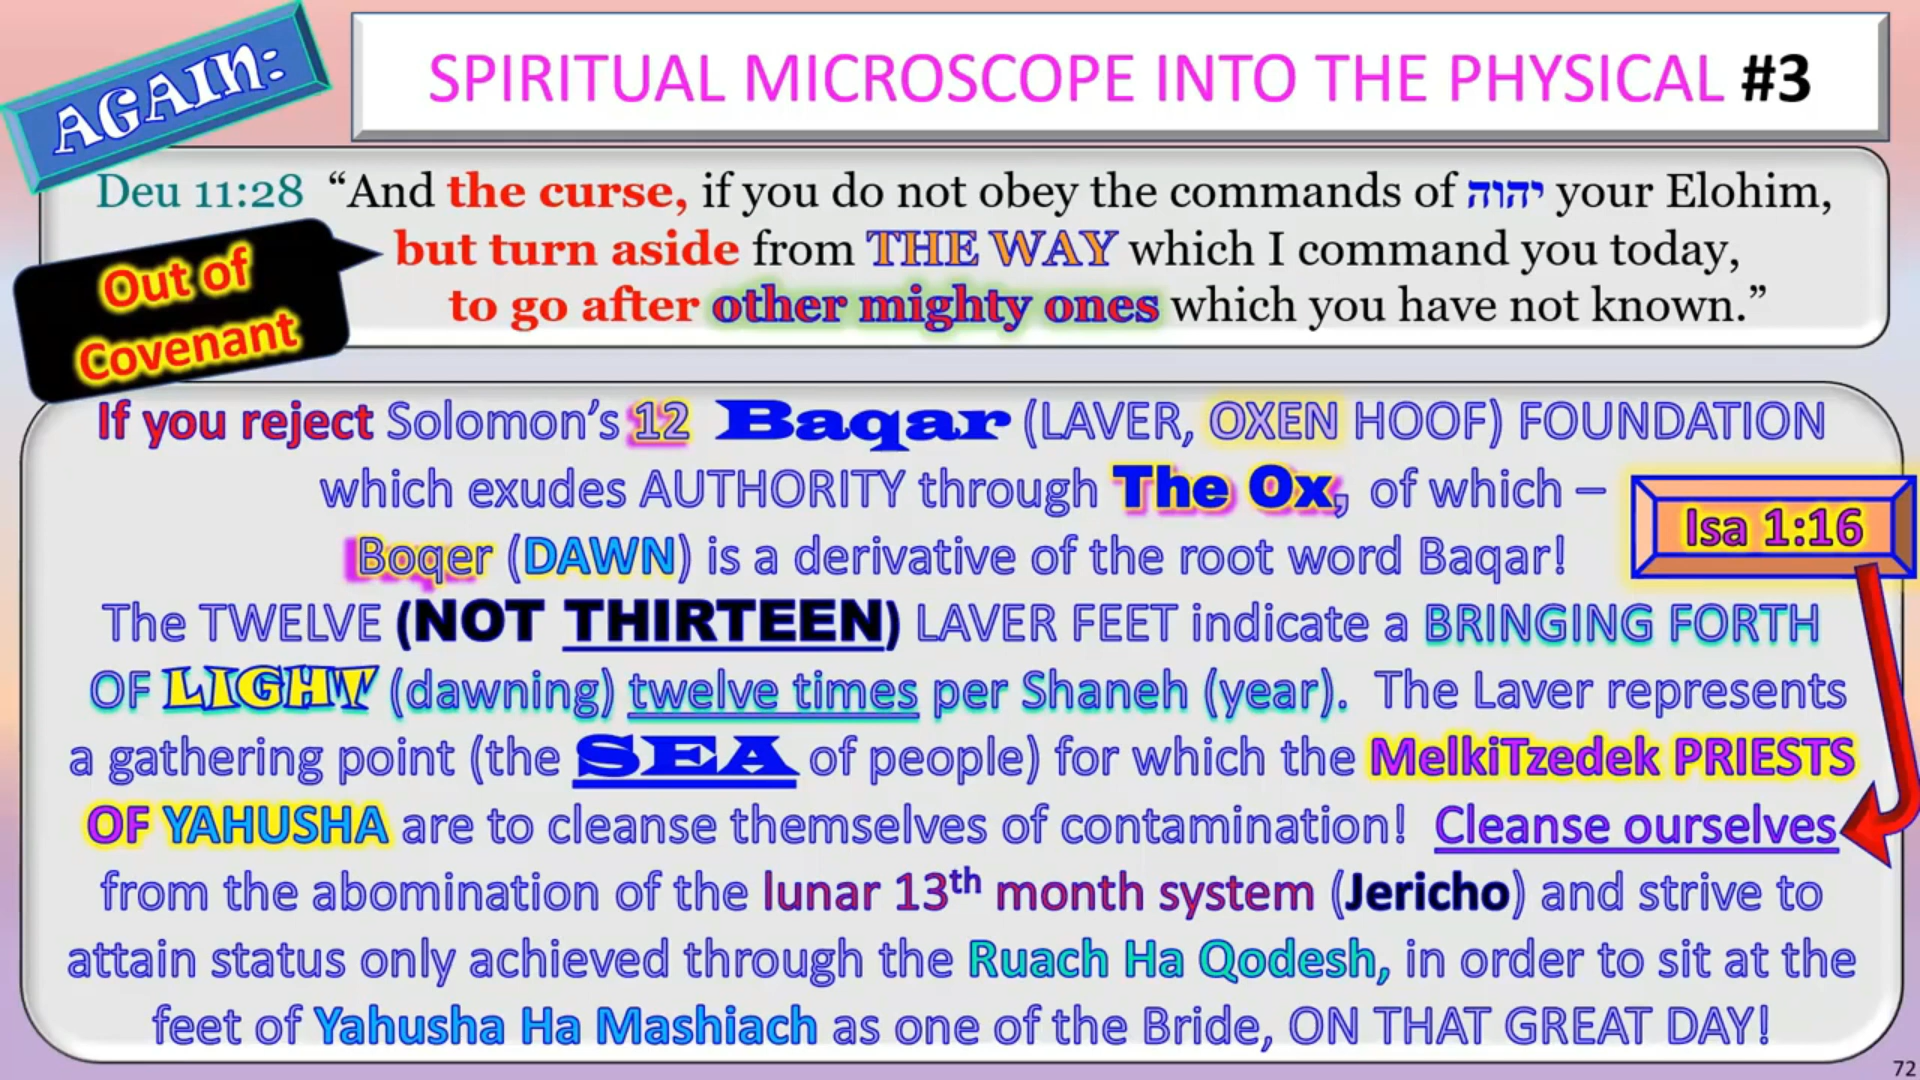 AGAIN:
SPIRITUAL MICROSCOPE INTO THE PHYSICAL #3
Deu 11:28 “And the curse, if you do not obey the commands of יהוה your Elohim,
but turn aside from THE WAY which I command you today,
to go after other mighty ones which you have not known.”
Out of
Covenant
If you reject Solomon’s 12 Baqar (LAVER, OXEN HOOF) FOUNDATION
which exudes AUTHORITY through The Ox, of which –
Boqer (DAWN) is a derivative of the root word Baqar!
Isa 1:16
The TWELVE (NOT THIRTEEN) LAVER FEET indicate a BRINGING FORTH
OF LIGHT (dawning) twelve times per Shaneh (year). The Laver represents
a gathering point (the SEA of people) for which the MelkiTzedek PRIESTS
OF YAHUSHA are to cleanse themselves of contamination! Cleanse ourselves
from the abomination of the lunar 13th month system (Jericho) and strive to
attain status only achieved through the Ruach Ha Qodesh, in order to sit at the
feet of Yahusha Ha Mashiach as one of the Bride, ON THAT GREAT DAY!
72